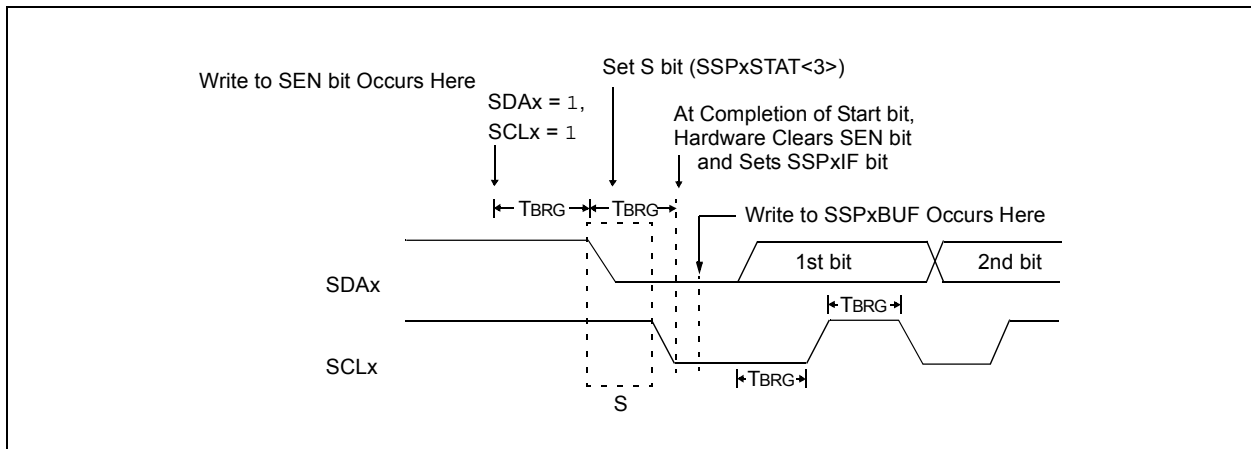 Write to SEN bit Occurs Here
Set S bit (SSPxSTAT<3>)
SDAx = 1,
SCLx = 1
At Completion of Start bit,
Hardware Clears SEN bit
and Sets SSPxIF bit
TBRG
TBRG
Write to SSPxBUF Occurs Here
SDAx
1st bit
2nd bit
TBRG
SCLx
TBRG
S